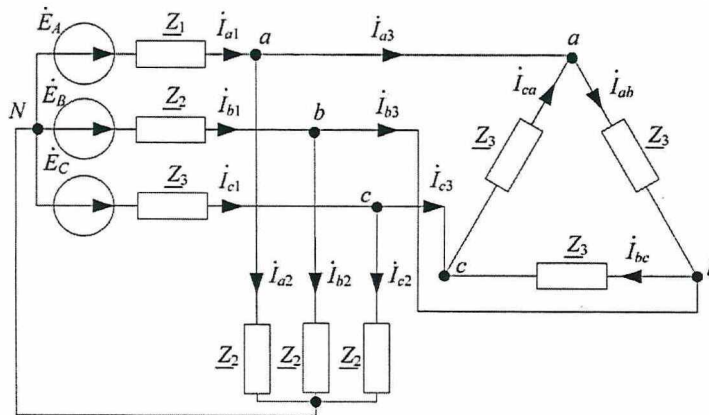 Ė_A Z_1 İ_a1 a İ_a3 a
N Ė_B Z_2 İ_b1 b İ_b3 İ_ca İ_ab
Z_3 Z_3
Ė_C Z_3 İ_c1 c İ_c3
Z_3 İ_bc
c
İ_a2 İ_b2 İ_c2
Z_2 Z_2 Z_2